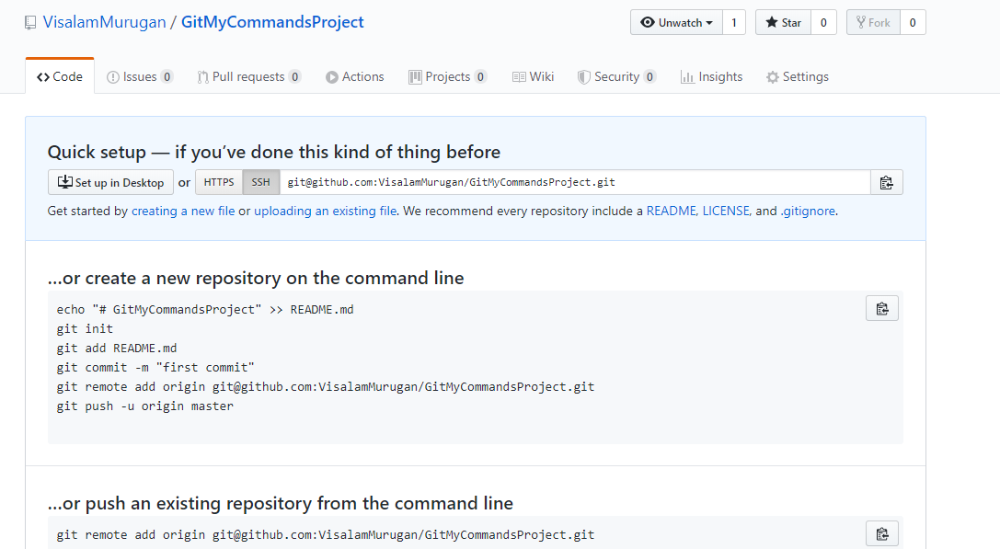 VisalamMurugan / GitMyCommandsProject
Unwatch 1 Star 0 Fork 0
Code Issues 0 Pull requests 0 Actions Projects 0 Wiki Security 0 Insights Settings
Quick setup — if you’ve done this kind of thing before
Set up in Desktop or HTTPS SSH git@github.com:VisalamMurugan/GitMyCommandsProject.git
Get started by creating a new file or uploading an existing file. We recommend every repository include a README, LICENSE, and .gitignore.
…or create a new repository on the command line
echo "# GitMyCommandsProject" >> README.md
git init
git add README.md
git commit -m "first commit"
git remote add origin git@github.com:VisalamMurugan/GitMyCommandsProject.git
git push -u origin master
…or push an existing repository from the command line
git remote add origin git@github.com:VisalamMurugan/GitMyCommandsProject.git